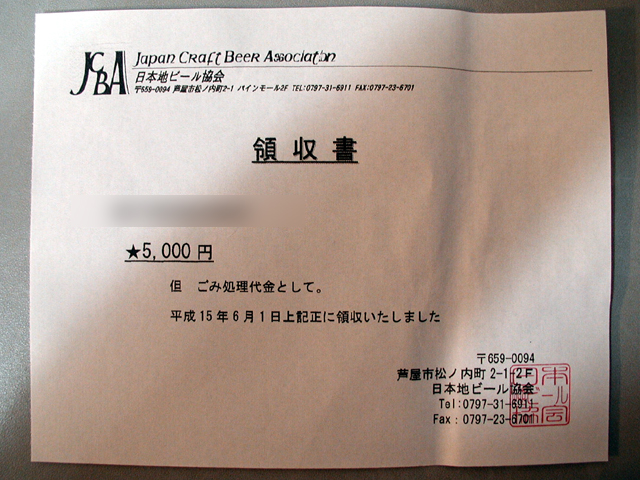 JCBA Japan Craft Beer Association
日本地ビール協会
〒659-0094 芦屋市松ノ内町2-1 パインモール2F TEL:0797-31-6911 FAX:0797-23-6701
領収書
★5,000円
但 ごみ処理代金として。
平成15年6月1日上記正に領収いたしました
〒659-0094
芦屋市松ノ内町2-1-2F
日本地ビール協会
Tel:0797-31-6911
Fax:0797-23-6701